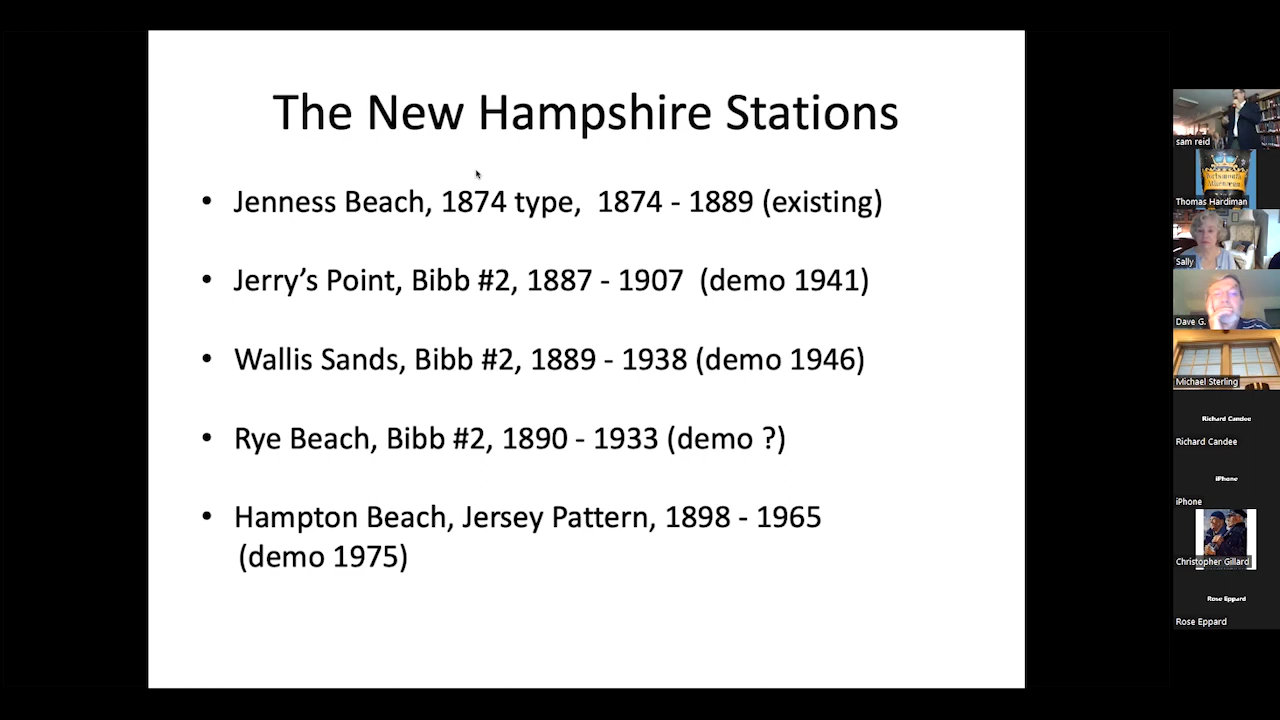 The New Hampshire Stations
• Jenness Beach, 1874 type, 1874 - 1889 (existing)
• Jerry’s Point, Bibb #2, 1887 - 1907 (demo 1941)
• Wallis Sands, Bibb #2, 1889 - 1938 (demo 1946)
• Rye Beach, Bibb #2, 1890 - 1933 (demo ?)
• Hampton Beach, Jersey Pattern, 1898 - 1965
(demo 1975)
sam reid
Portsmouth
Athenæum
Thomas Hardiman
Sally
Dave G.
Michael Sterling
Richard Candee
Richard Candee
iPhone
iPhone
Christopher Gillard
Rose Eppard
Rose Eppard